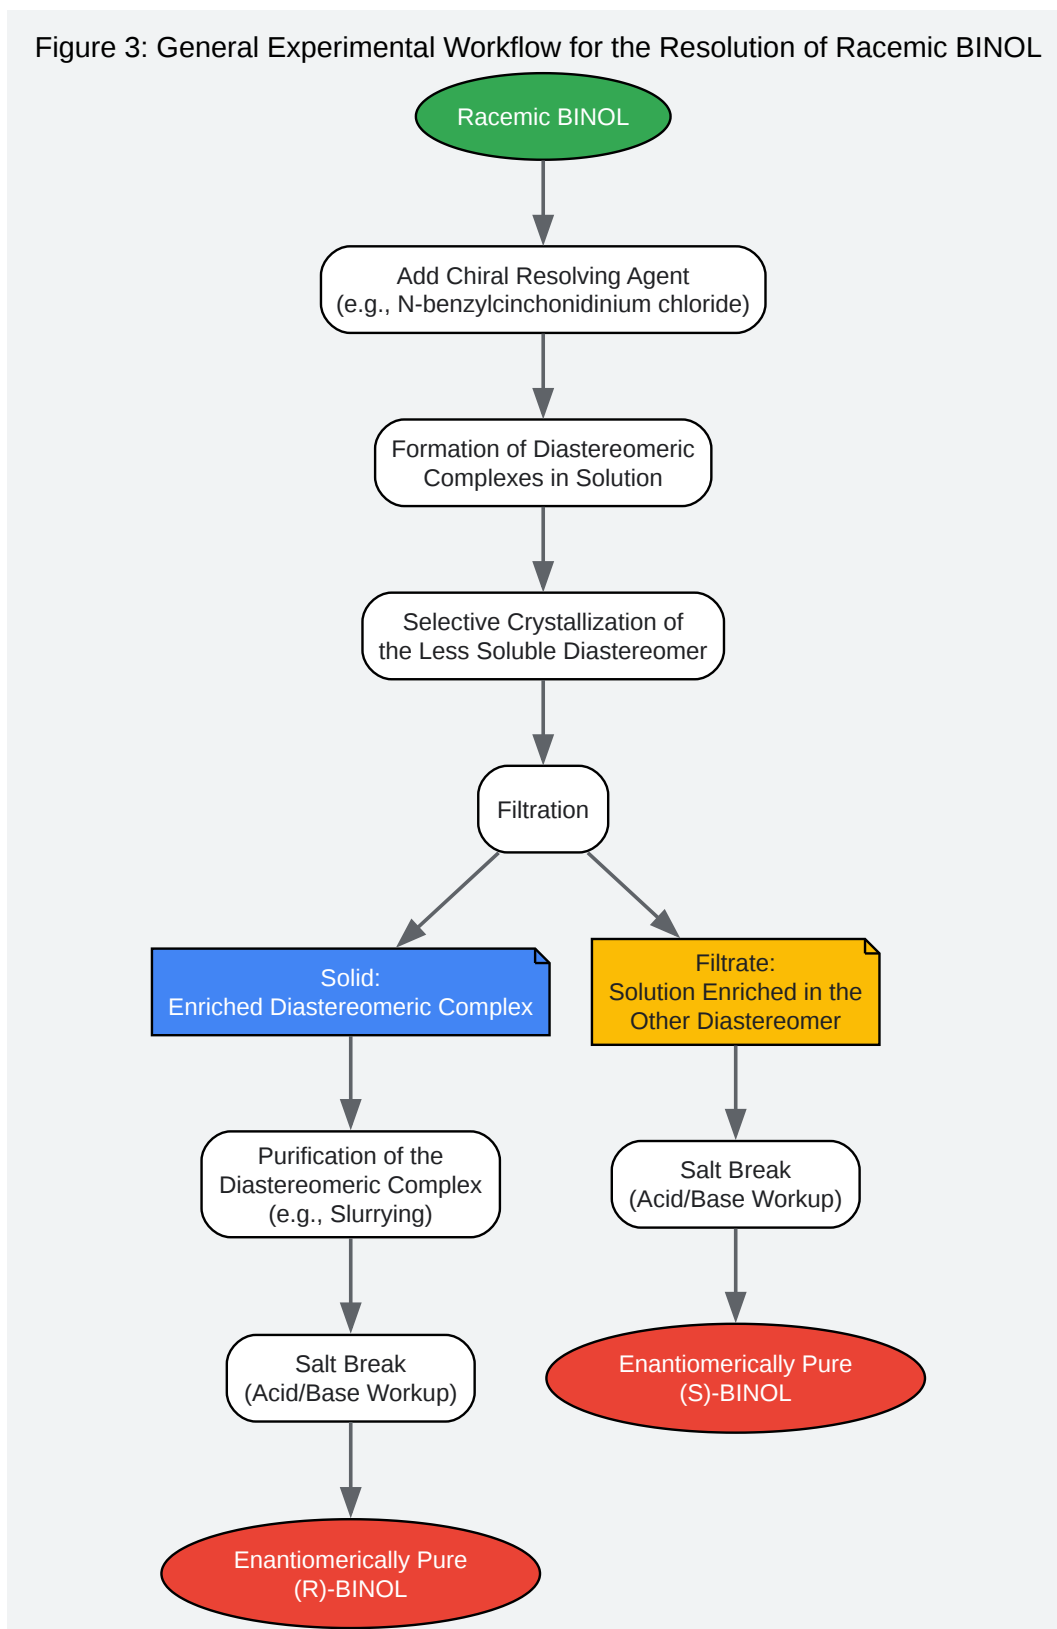 Figure 3: General Experimental Workflow for the Resolution of Racemic BINOL
Racemic BINOL
Add Chiral Resolving Agent
(e.g., N-benzylcinchonidinium chloride)
Formation of Diastereomeric
Complexes in Solution
Selective Crystallization of
the Less Soluble Diastereomer
Filtration
Solid:
Enriched Diastereomeric Complex
Filtrate:
Solution Enriched in the
Other Diastereomer
Purification of the
Diastereomeric Complex
(e.g., Slurrying)
Salt Break
(Acid/Base Workup)
Salt Break
(Acid/Base Workup)
Enantiomerically Pure
(S)-BINOL
Enantiomerically Pure
(R)-BINOL